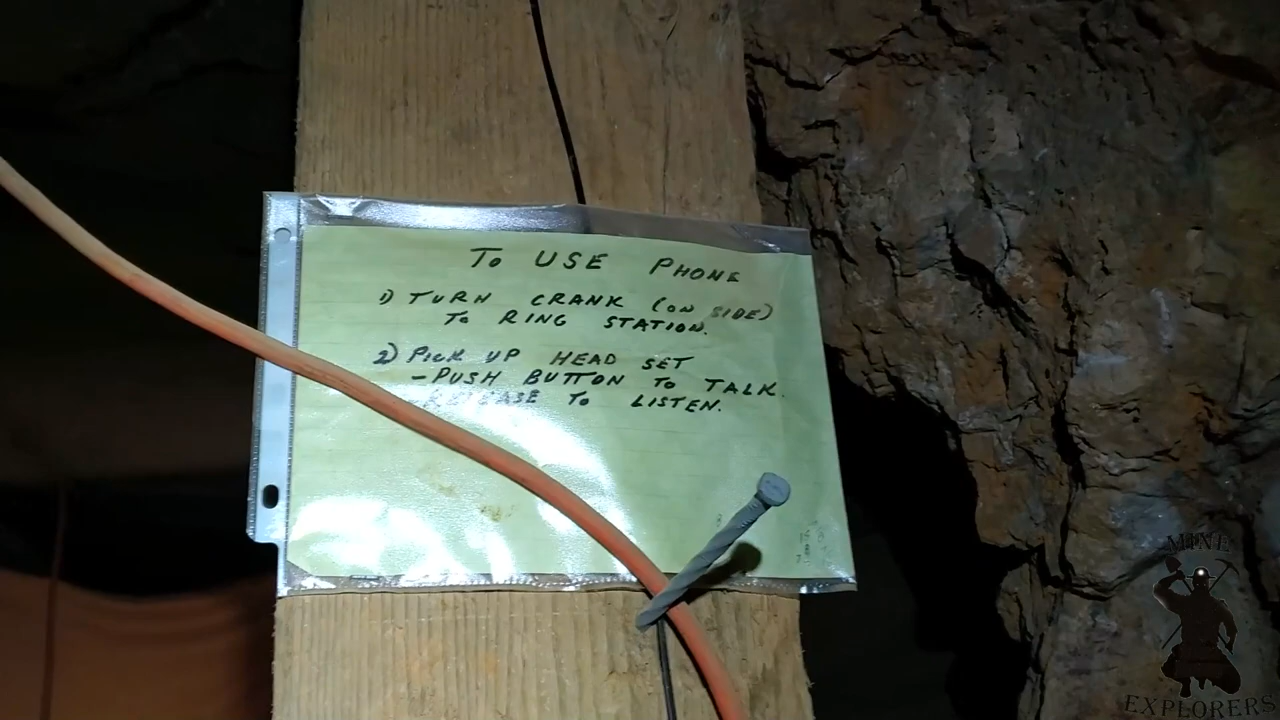 To USE PHONE
1) TURN CRANK (ON SIDE)
To RING STATION.
2) PICK UP HEAD SET
- PUSH BUTTON TO TALK.
- RELEASE To LISTEN.
MINE
EXPLORERS